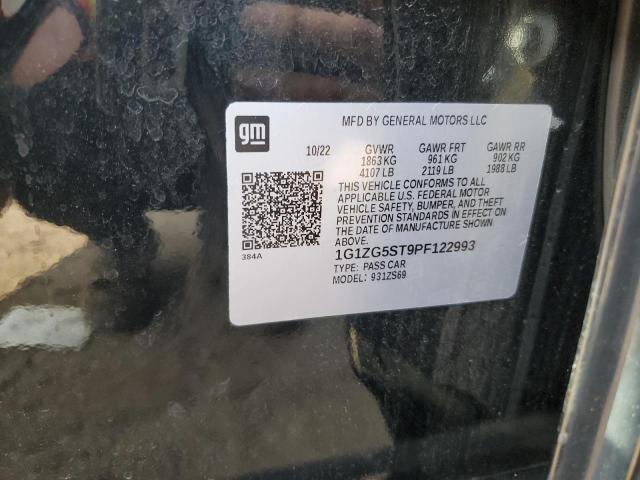 gm
MFD BY GENERAL MOTORS LLC
10/22 GVWR GAWR FRT GAWR RR
1863 KG 961 KG 902 KG
4107 LB 2119 LB 1988 LB
THIS VEHICLE CONFORMS TO ALL
APPLICABLE U.S. FEDERAL MOTOR
VEHICLE SAFETY, BUMPER, AND THEFT
PREVENTION STANDARDS IN EFFECT ON
THE DATE OF MANUFACTURE SHOWN
ABOVE.
384A
1G1ZG5ST9PF122993
TYPE: PASS CAR
MODEL: 931ZS69